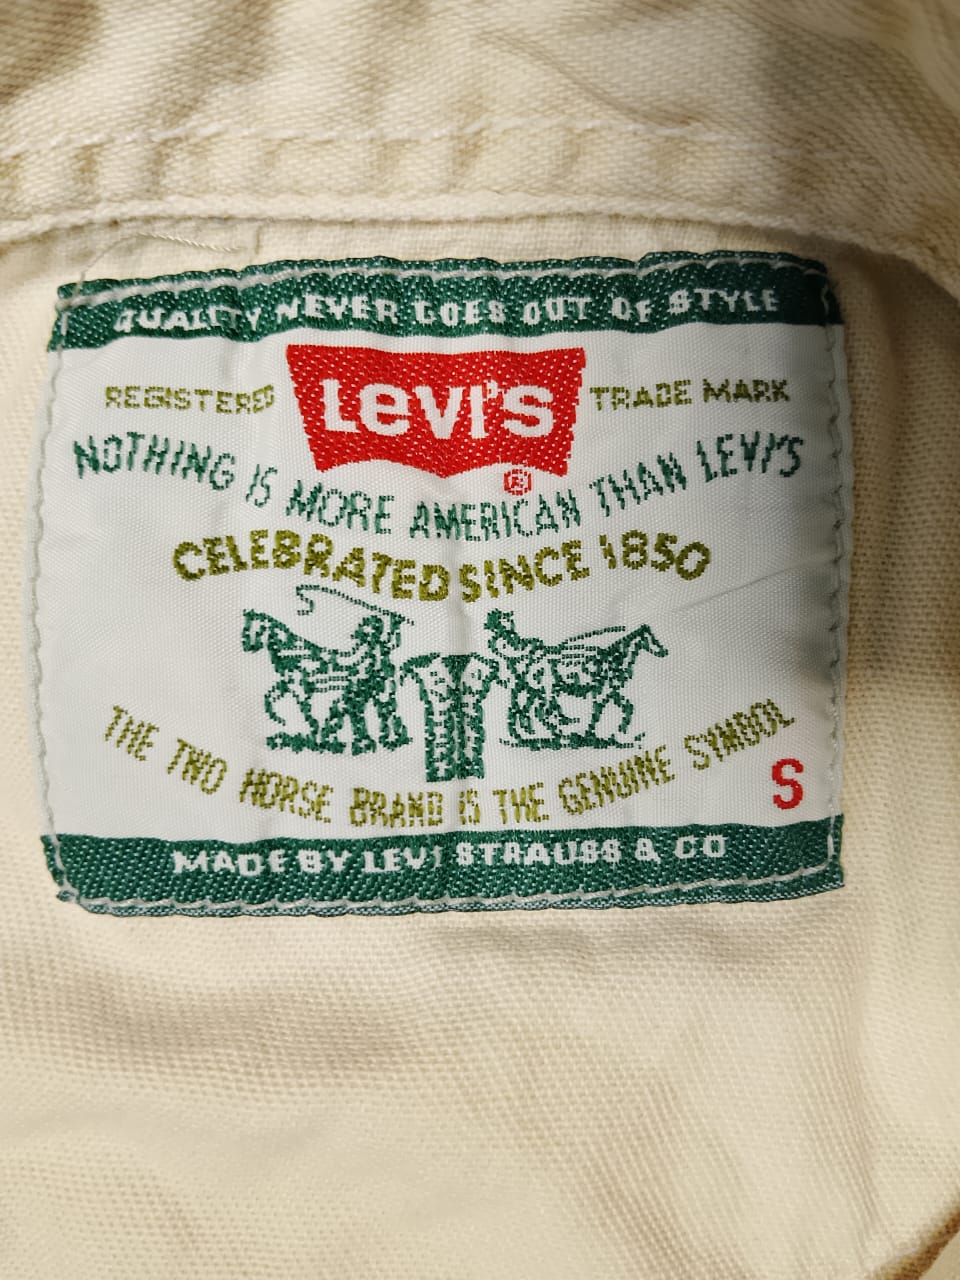 QUALITY NEVER GOES OUT OF STYLE
REGISTERED LEVI'S TRADE MARK
®
NOTHING IS MORE AMERICAN THAN LEVI'S
CELEBRATED SINCE 1850
THE TWO HORSE BRAND IS THE GENUINE SYMBOL
S
MADE BY LEVI STRAUSS & CO